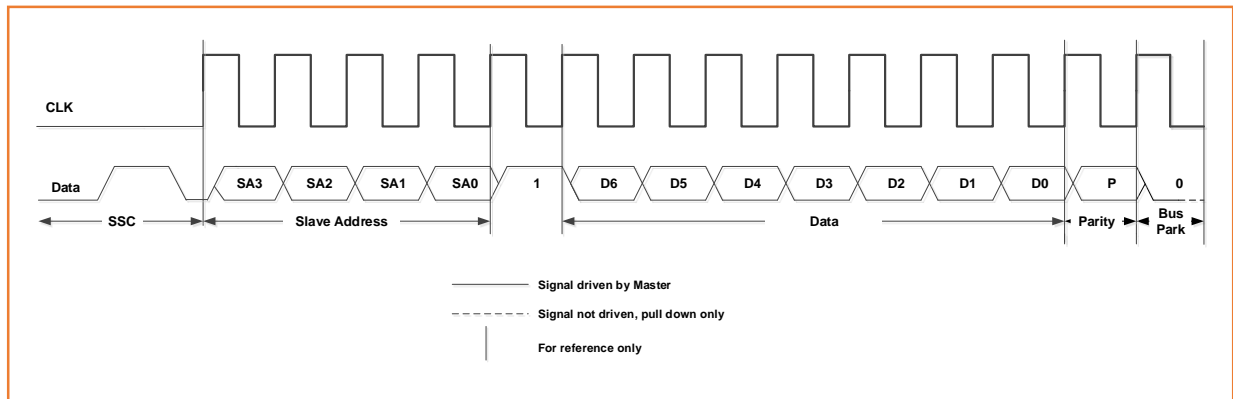 CLK
Data
SA3 SA2 SA1 SA0 1 D6 D5 D4 D3 D2 D1 D0 P 0
SSC
Slave Address
Data
Parity
Bus
Park
Signal driven by Master
Signal not driven, pull down only
For reference only